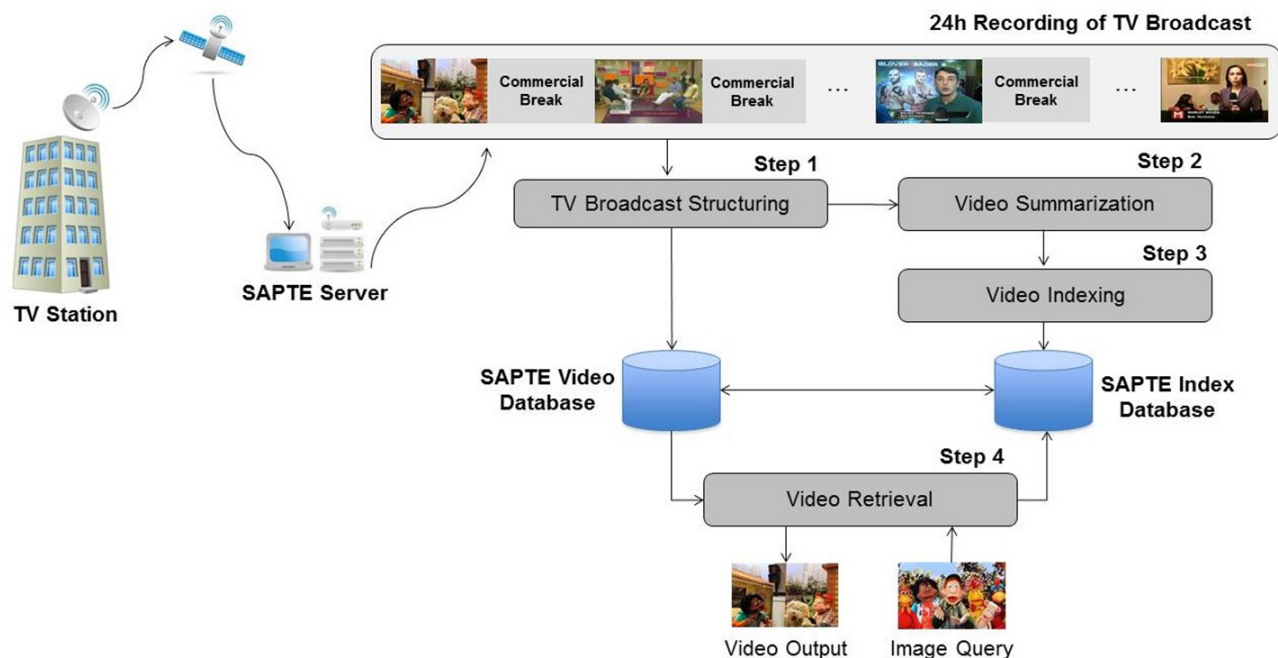 24h Recording of TV Broadcast
Commercial
Break
Commercial
Break
...
GLOVER
BADER
Commercial
Break
...
Step 1
Step 2
TV Broadcast Structuring
Video Summarization
Step 3
SAPTE Server
Video Indexing
TV Station
SAPTE Video
Database
SAPTE Index
Database
Step 4
Video Retrieval
Video Output
Image Query